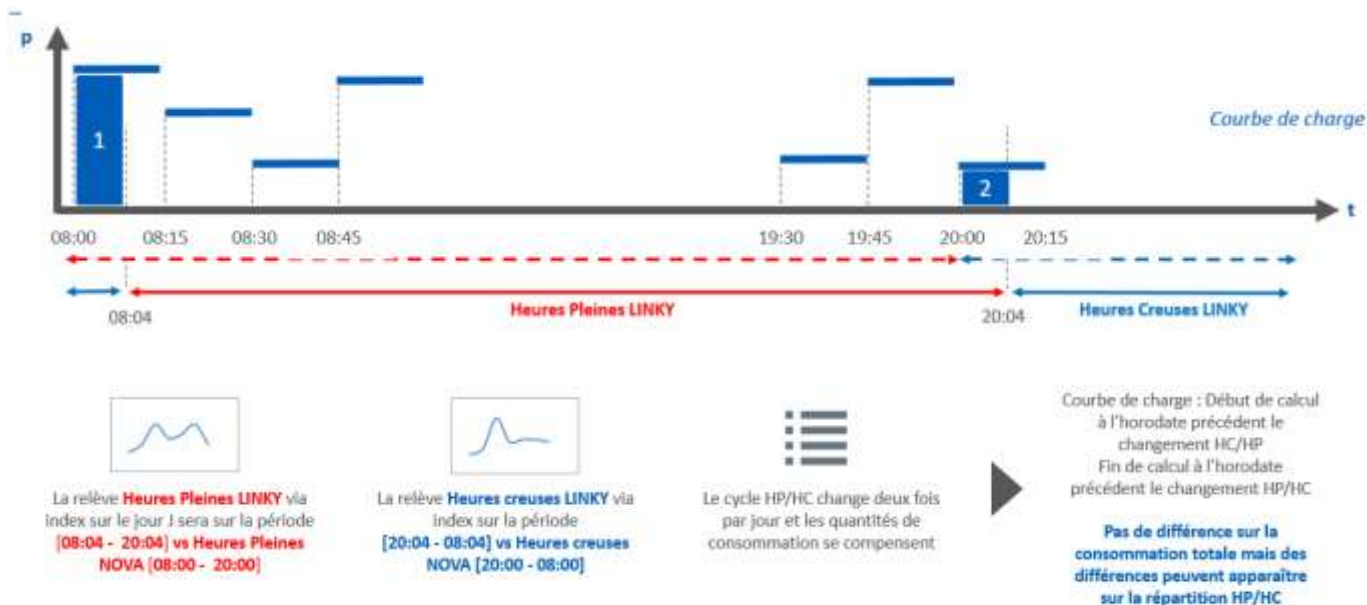 p
1
2
Courbe de charge
t
08:00 08:15 08:30 08:45 19:30 19:45 20:00 20:15
Heures Pleines LINKY
Heures Creuses LINKY
08:04
20:04
La relève Heures Pleines LINKY via
index sur le jour J sera sur la période
[08:04 - 20:04] vs Heures Pleines
NOVA [08:00 - 20:00]
La relève Heures creuses LINKY via
index sur la période
[20:04 - 08:04] vs Heures creuses
NOVA [20:00 - 08:00]
Le cycle HP/HC change deux fois
par jour et les quantités de
consommation se compensent
Courbe de charge : Début de calcul
à l'horodate précédent le
changement HC/HP
Fin de calcul à l'horodate
précédent le changement HP/HC
Pas de différence sur la
consommation totale mais des
différences peuvent apparaître
sur la répartition HP/HC